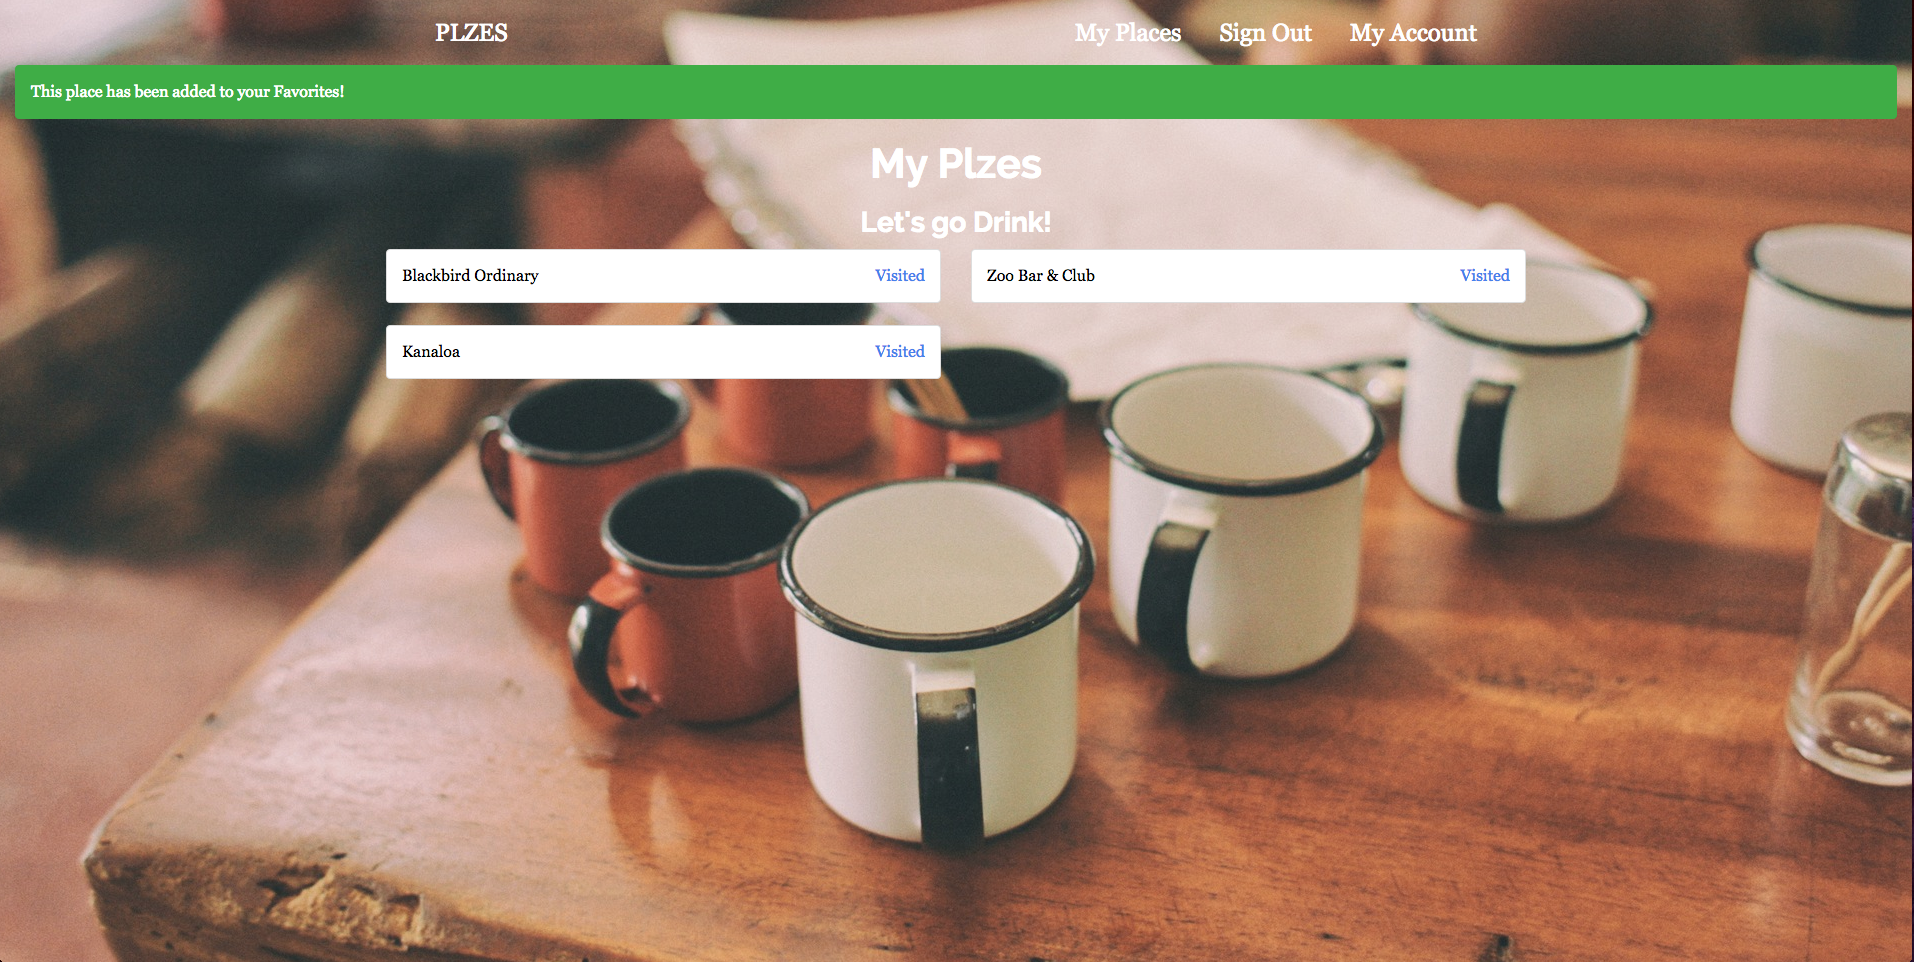 PLZES My Places Sign Out My Account
This place has been added to your Favorites!
My Plzes
Let's go Drink!
Blackbird Ordinary Visited
Zoo Bar & Club Visited
Kanaloa Visited